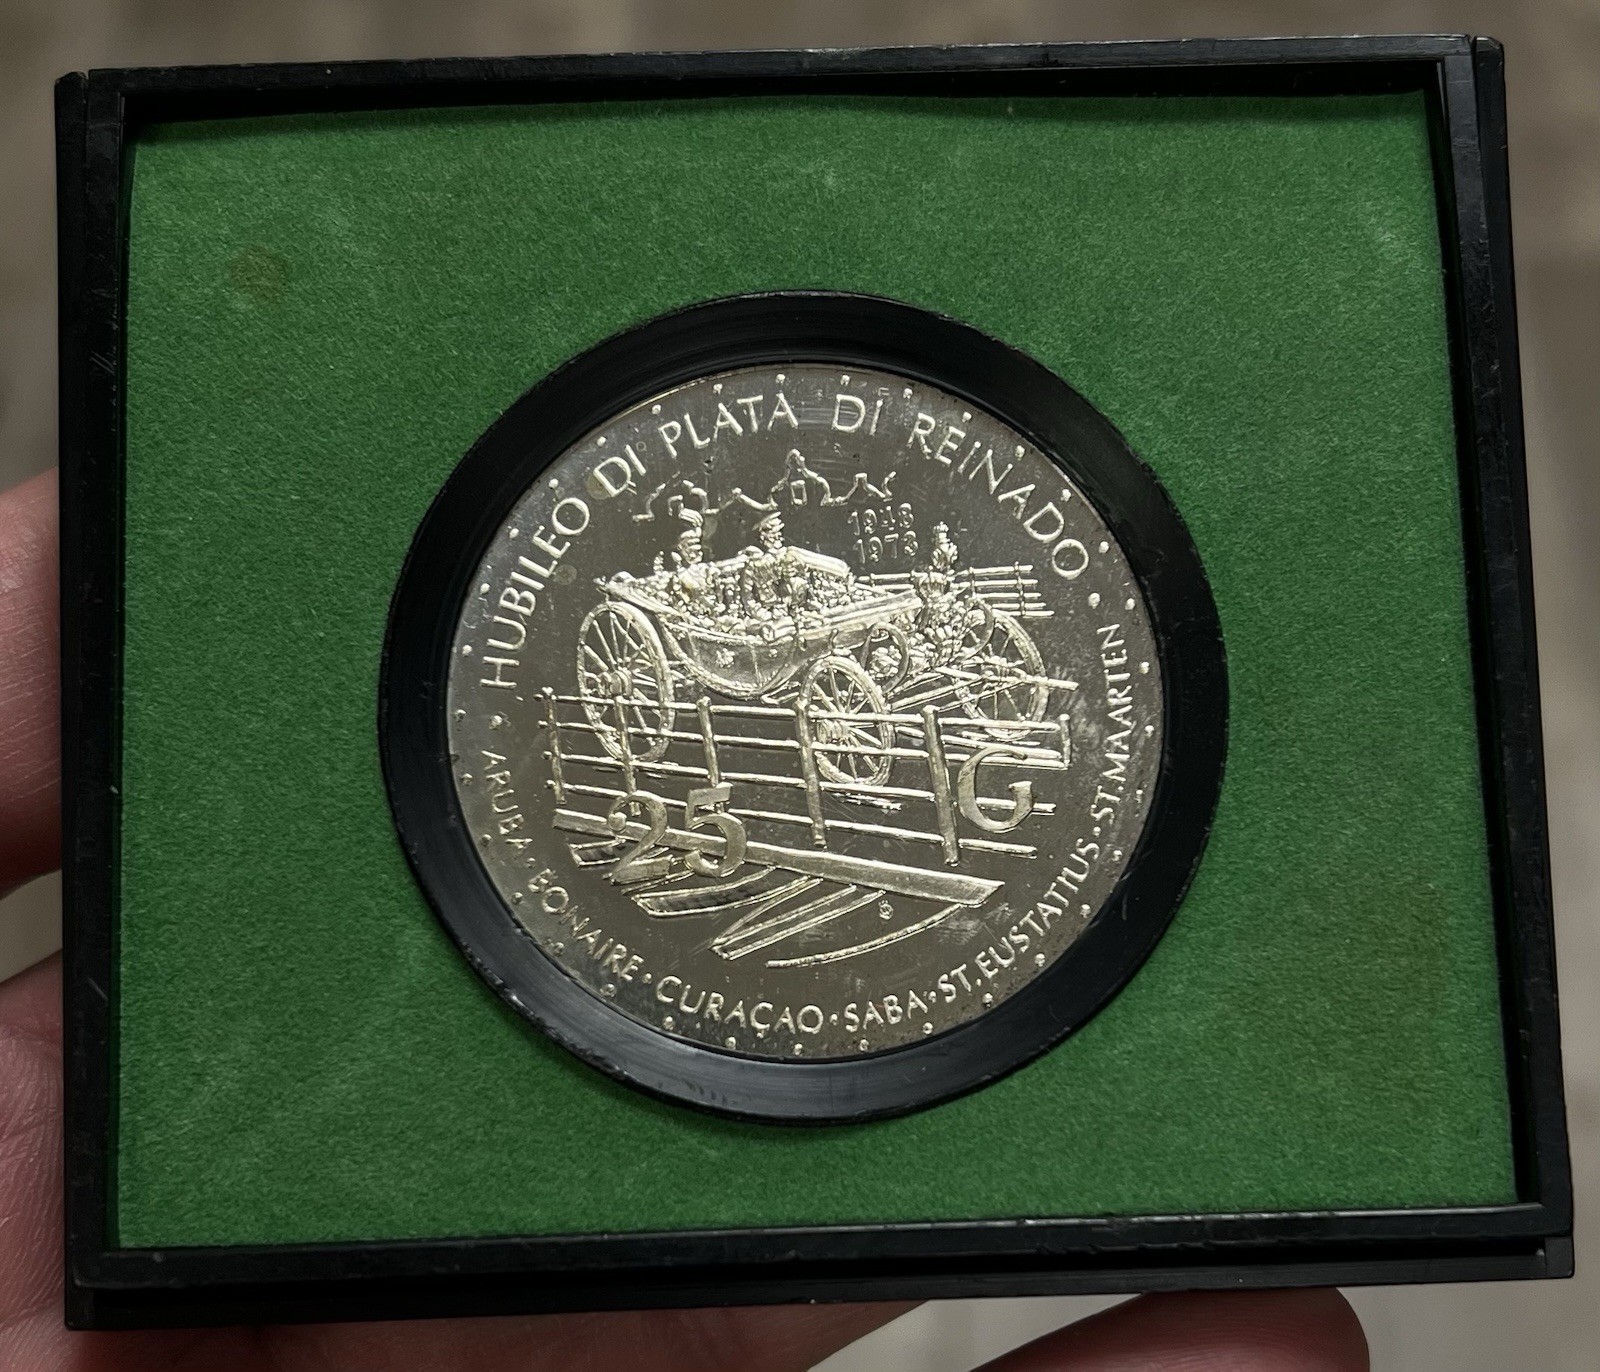 HUBILEO DI PLATA DI REINADO
1948
1973
25 G
ARUBA · BONAIRE · CURAÇAO · SABA · ST. EUSTATIUS · ST. MAARTEN